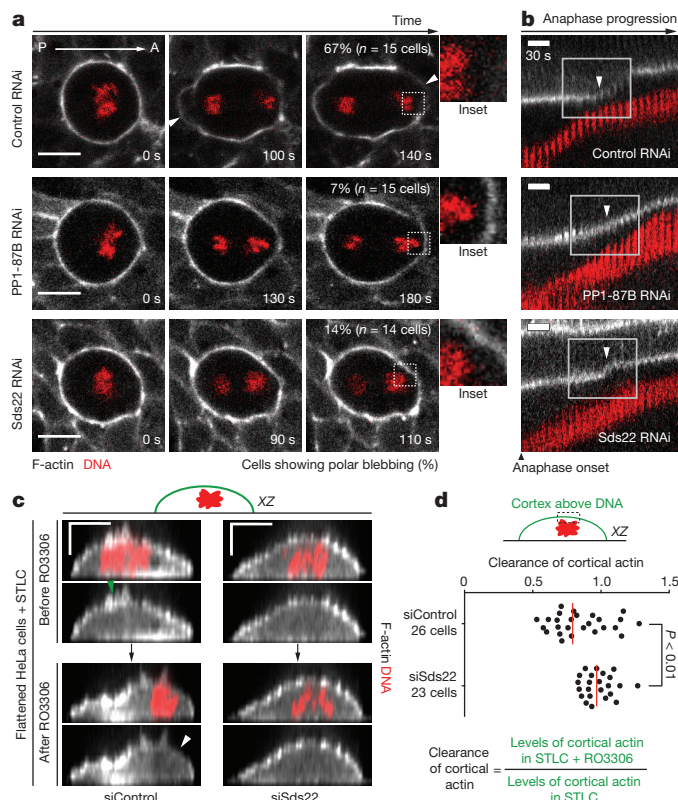 a
Time
P A
67% (n = 15 cells)
Control RNAi
0 s
100 s
140 s
Inset
7% (n = 15 cells)
PP1-87B RNAi
0 s
130 s
180 s
Inset
14% (n = 14 cells)
Sds22 RNAi
0 s
90 s
110 s
Inset
F-actin DNA
Cells showing polar blebbing (%)
b
Anaphase progression
30 s
Control RNAi
PP1-87B RNAi
Sds22 RNAi
Anaphase onset
c
XZ
Flattened HeLa cells + STLC
Before RO3306
After RO3306
F-actin DNA
siControl
siSds22
d
Cortex above DNA
XZ
Clearance of cortical actin
0 0.5 1.0 1.5
siControl
26 cells
siSds22
23 cells
P < 0.01
Clearance
of cortical
actin
=
Levels of cortical actin
in STLC + RO3306
Levels of cortical actin
in STLC